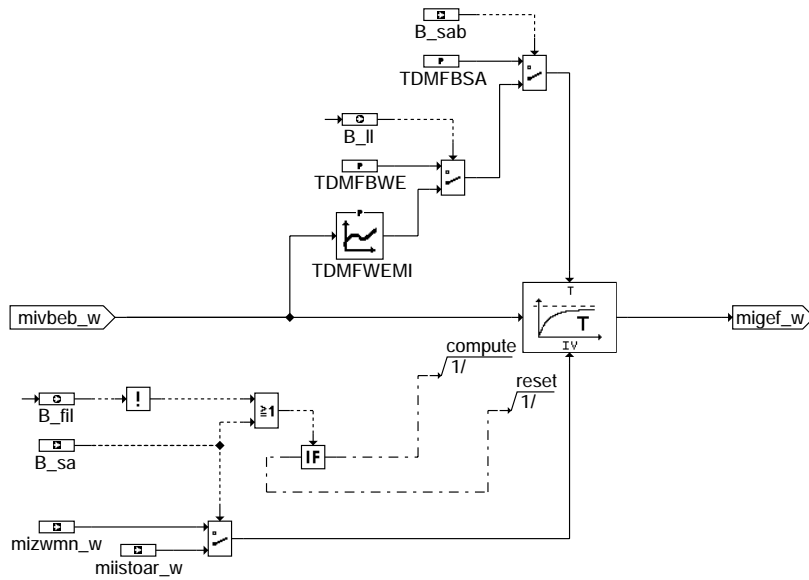 B_sab
P
TDMFBSA
B_ll
P
TDMFBWE
P
TDMFWEMI
T
T
IV
mivbeb_w
migef_w
compute
1/
reset
1/
B_fil
!
≥1
B_sa
IF
mizwmn_w
miistoar_w